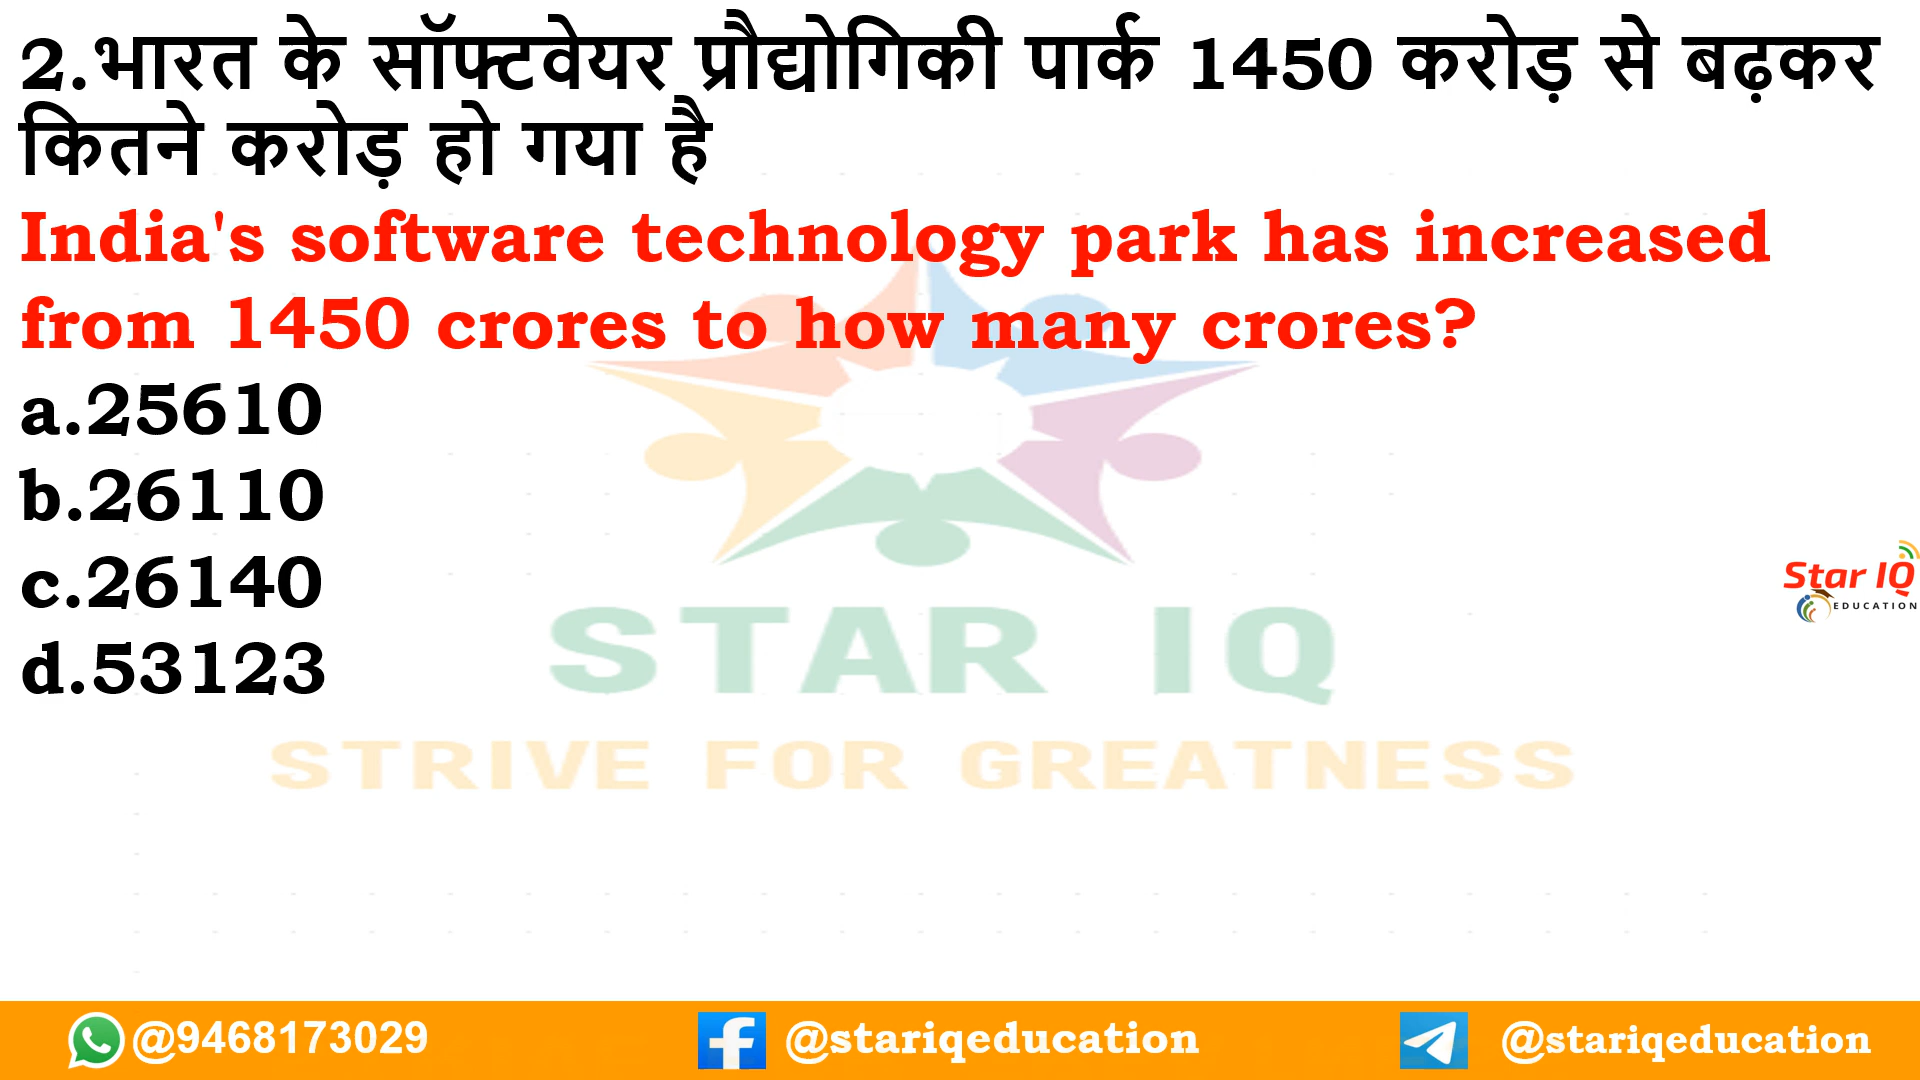 2.भारत के सॉफ्टवेयर प्रौद्योगिकी पार्क 1450 करोड़ से बढ़कर
कितने करोड़ हो गया है
India's software technology park has increased
from 1450 crores to how many crores?
a.25610
b.26110
c.26140
d.53123
STAR IQ
STRIVE FOR GREATNESS
Star IQ
EDUCATION
@9468173029
@stariqeducation
@stariqeducation